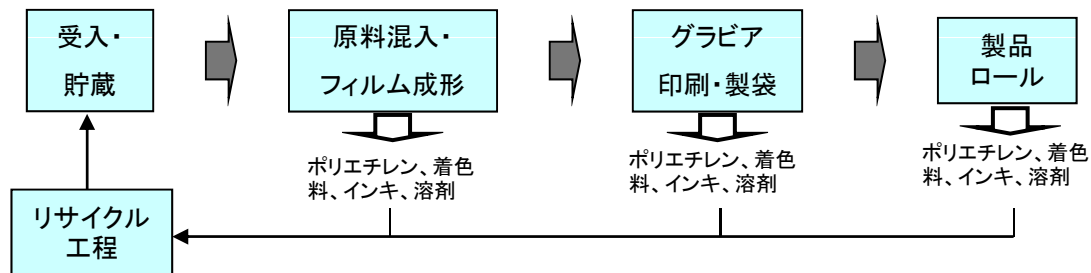 受入・
貯蔵
原料混入・
フィルム成形
グラビア
印刷・製袋
製品
ロール
ポリエチレン、着色
料、インキ、溶剤
ポリエチレン、着色
料、インキ、溶剤
ポリエチレン、着色
料、インキ、溶剤
リサイクル
工程